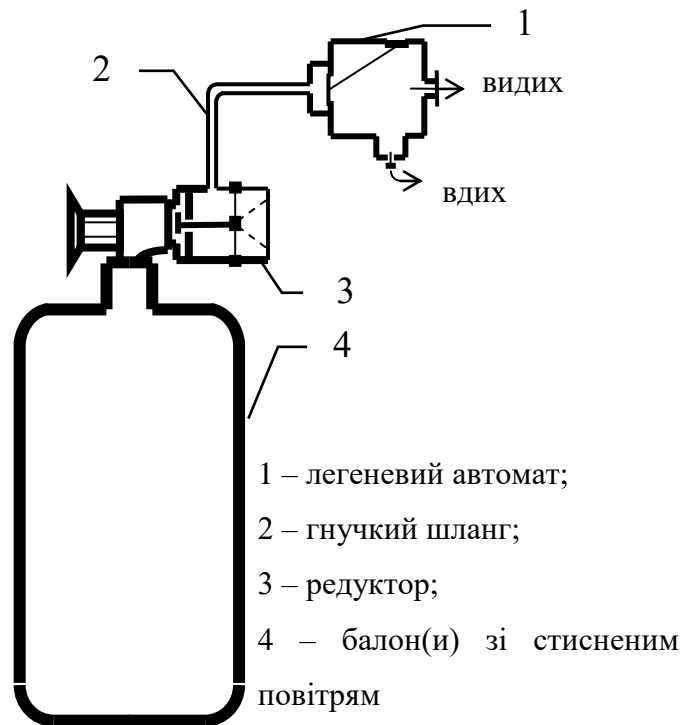 1
2
видих
вдих
3
4
1 – легеневий автомат;
2 – гнучкий шланг;
3 – редуктор;
4 – балон(и) зі стисненим
повітрям